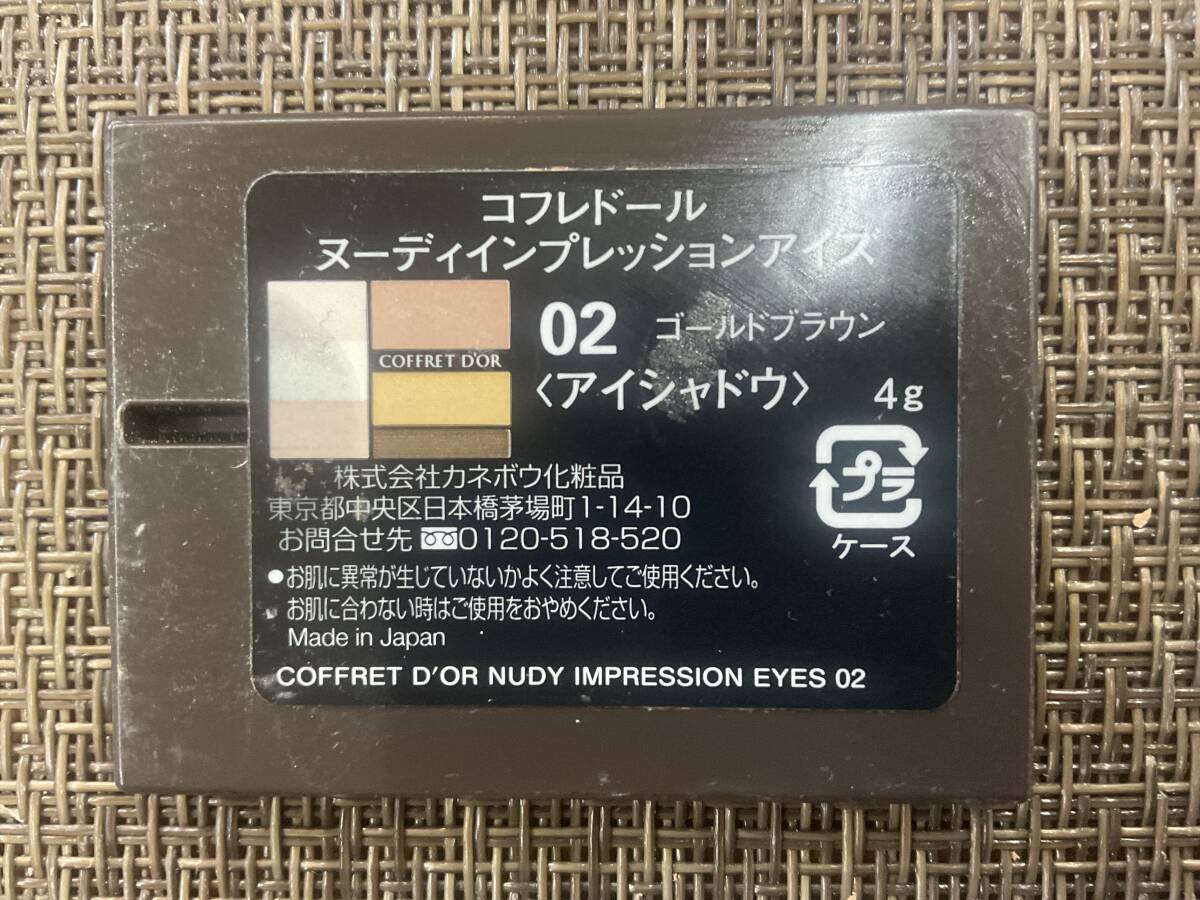 コフレドール
ヌーディインプレッションアイズ
COFFRET D'OR
02 ゴールドブラウン
〈アイシャドウ〉 4g
プラ
ケース
株式会社カネボウ化粧品
東京都中央区日本橋茅場町1-14-10
お問合せ先 0120-518-520
●お肌に異常が生じていないかよく注意してご使用ください。
お肌に合わない時はご使用をおやめください。
Made in Japan
COFFRET D'OR NUDY IMPRESSION EYES 02